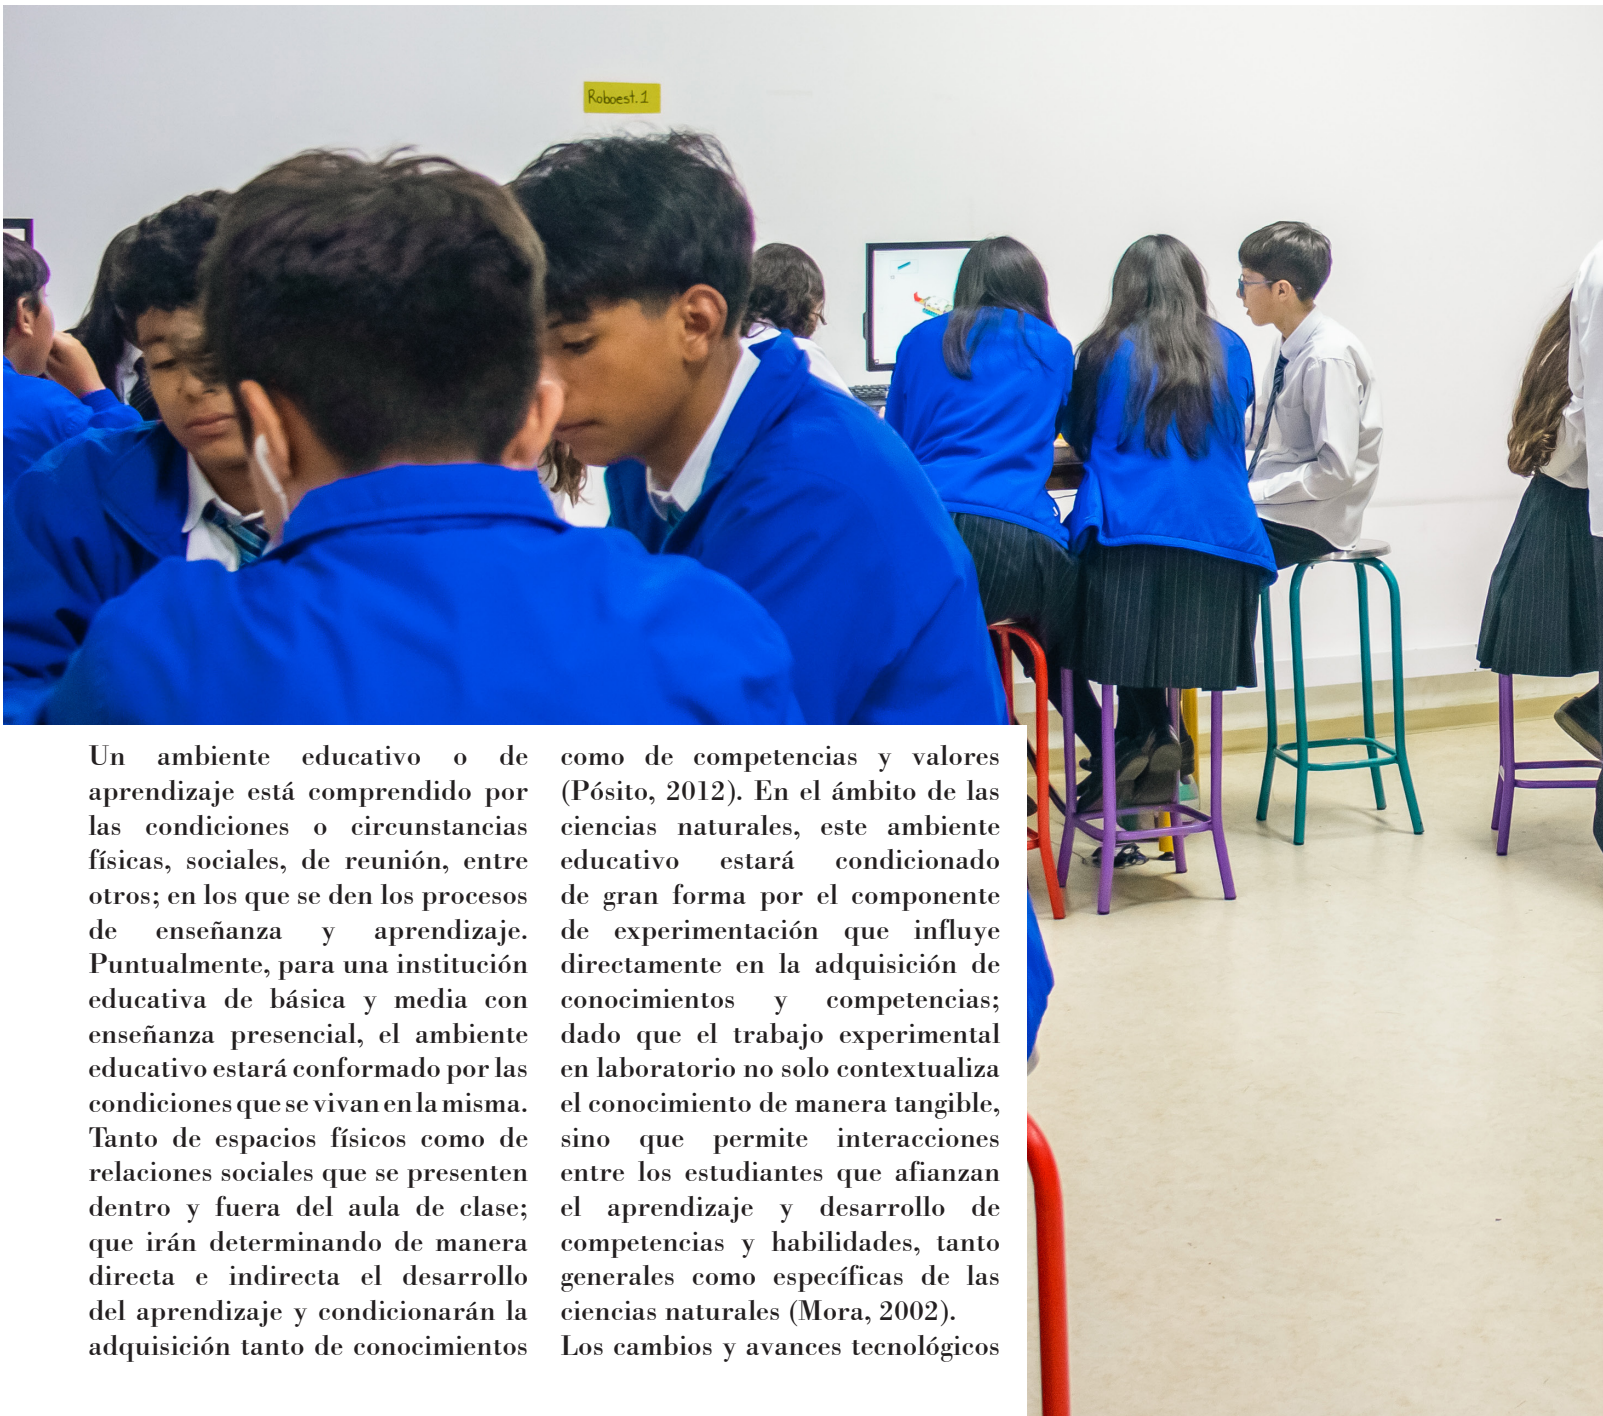 Roboest.1
Un ambiente educativo o de
aprendizaje está comprendido por
las condiciones o circunstancias
físicas, sociales, de reunión, entre
otros; en los que se den los procesos
de enseñanza y aprendizaje.
Puntualmente, para una institución
educativa de básica y media con
enseñanza presencial, el ambiente
educativo estará conformado por las
condiciones que se vivan en la misma.
Tanto de espacios físicos como de
relaciones sociales que se presenten
dentro y fuera del aula de clase;
que irán determinando de manera
directa e indirecta el desarrollo
del aprendizaje y condicionarán la
adquisición tanto de conocimientos
como de competencias y valores
(Pósito, 2012). En el ámbito de las
ciencias naturales, este ambiente
educativo estará condicionado
de gran forma por el componente
de experimentación que influye
directamente en la adquisición de
conocimientos y competencias;
dado que el trabajo experimental
en laboratorio no solo contextualiza
el conocimiento de manera tangible,
sino que permite interacciones
entre los estudiantes que afianzan
el aprendizaje y desarrollo de
competencias y habilidades, tanto
generales como específicas de las
ciencias naturales (Mora, 2002).
Los cambios y avances tecnológicos